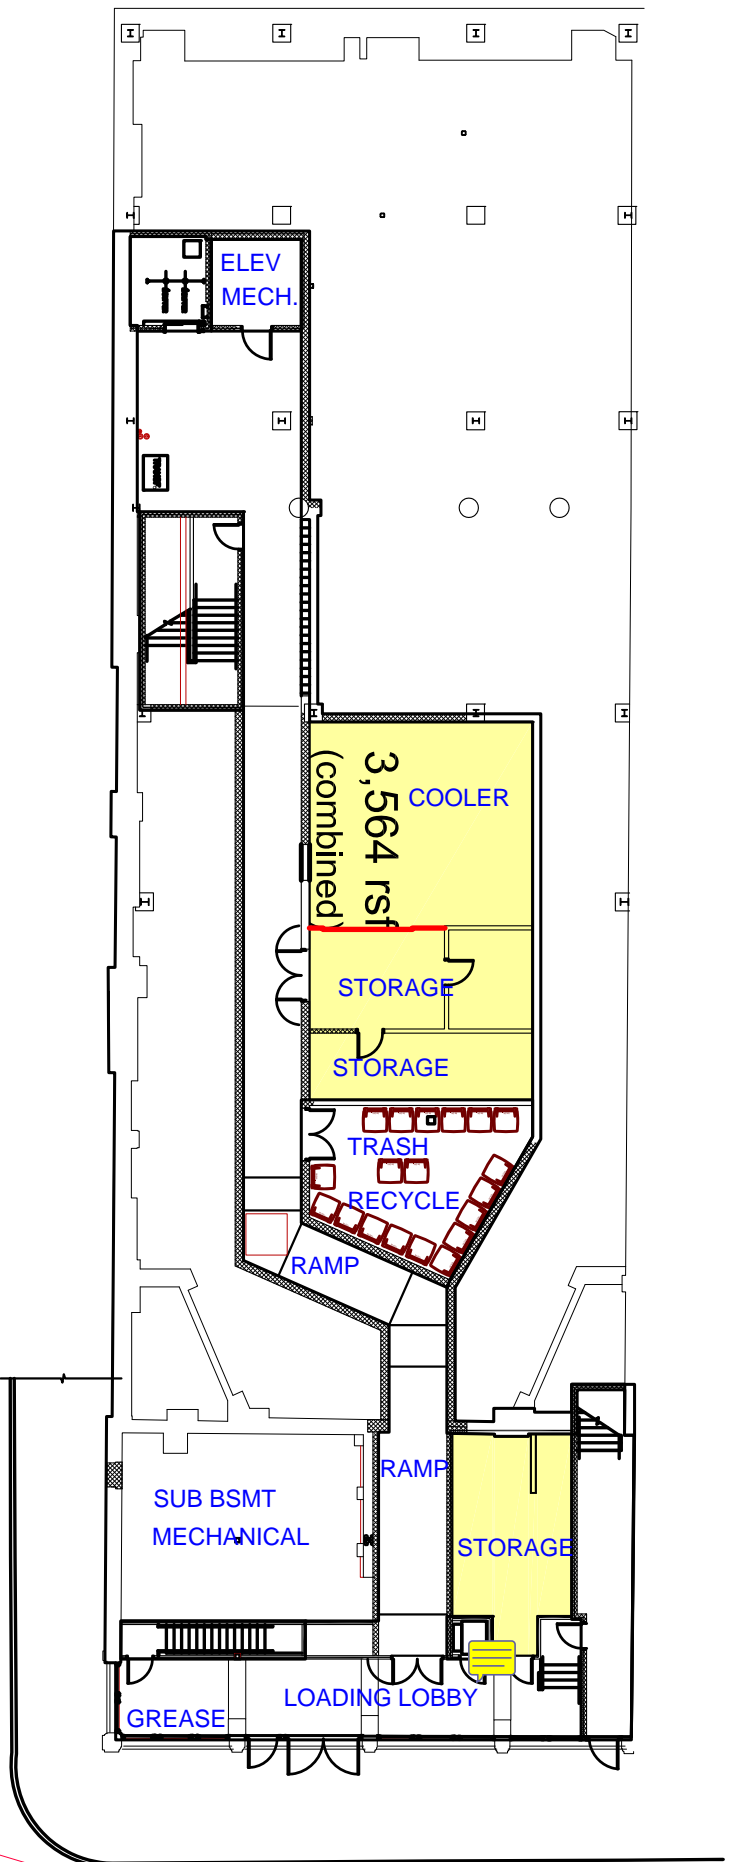 ELEV
MECH.
3,564 rsf
(combined)
COOLER
STORAGE
STORAGE
TRASH
RECYCLE
RAMP
RAMP
SUB BSMT
MECHANICAL
STORAGE
LOADING LOBBY
GREASE